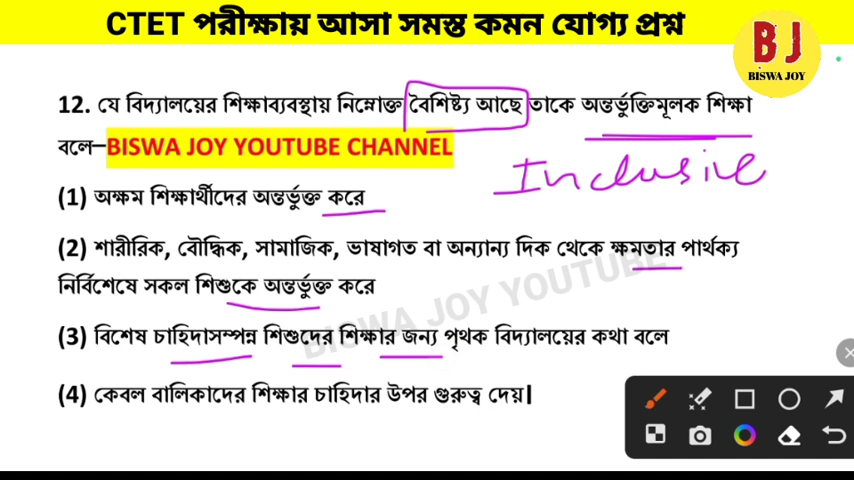 CTET পরীক্ষায় আসা সমস্ত কমন যোগ্য প্রশ্ন
BJ
BISWA JOY
12. যে বিদ্যালয়ের শিক্ষাব্যবস্থায় নিম্নোক্ত বৈশিষ্ট্য আছে তাকে অন্তর্ভুক্তিমূলক শিক্ষা
বলে–BISWA JOY YOUTUBE CHANNEL
Inclusive
(1) অক্ষম শিক্ষার্থীদের অন্তর্ভুক্ত করে
(2) শারীরিক, বৌদ্ধিক, সামাজিক, ভাষাগত বা অন্যান্য দিক থেকে ক্ষমতার পার্থক্য
নির্বিশেষে সকল শিশুকে অন্তর্ভুক্ত করে
(3) বিশেষ চাহিদাসম্পন্ন শিশুদের শিক্ষার জন্য পৃথক বিদ্যালয়ের কথা বলে
(4) কেবল বালিকাদের শিক্ষার চাহিদার উপর গুরুত্ব দেয়।
BISWA JOY YOUTUBE